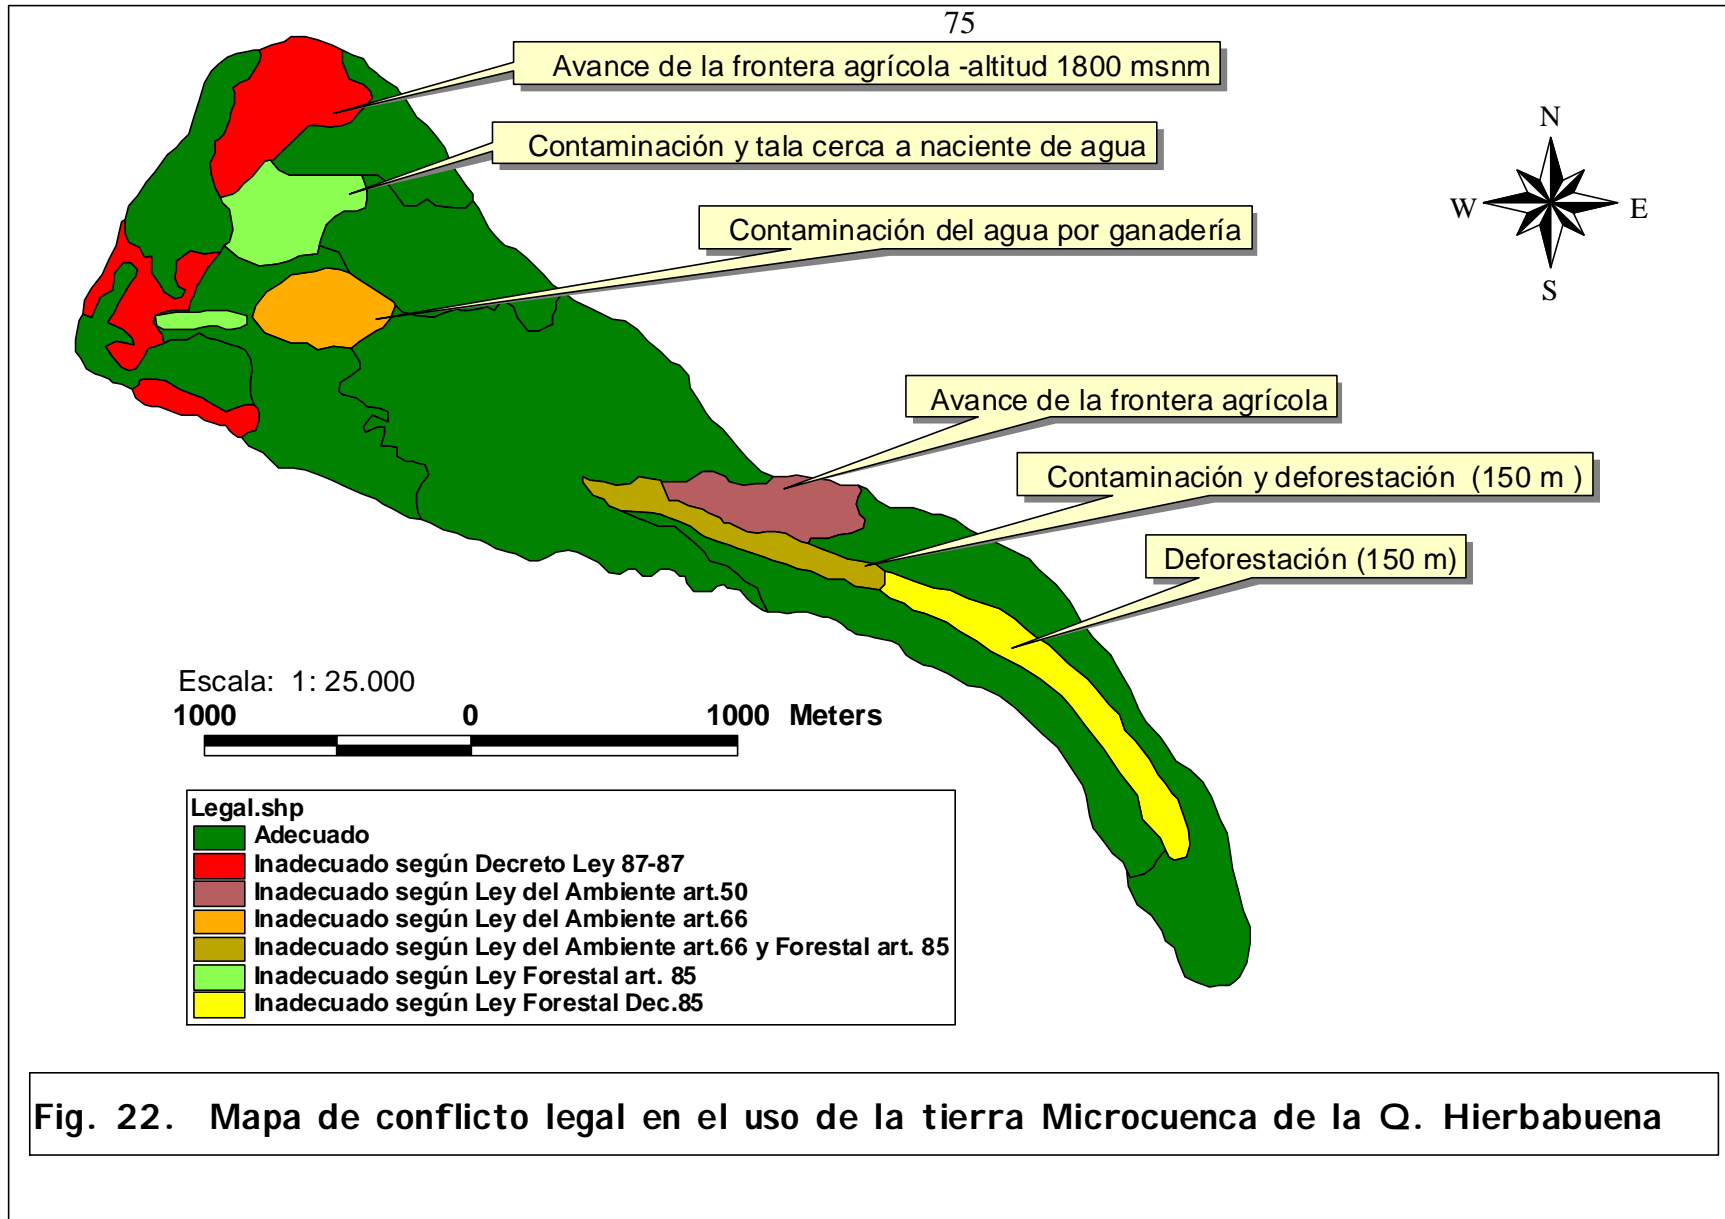 75
Avance de la frontera agrícola -altitud 1800 msnm
Contaminación y tala cerca a naciente de agua
Contaminación del agua por ganadería
Avance de la frontera agrícola
Contaminación y deforestación (150 m )
Deforestación (150 m)
N
W
E
S
Escala: 1: 25.000
1000 0 1000 Meters
Legal.shp
Adecuado
Inadecuado según Decreto Ley 87-87
Inadecuado según Ley del Ambiente art.50
Inadecuado según Ley del Ambiente art.66
Inadecuado según Ley del Ambiente art.66 y Forestal art. 85
Inadecuado según Ley Forestal art. 85
Inadecuado según Ley Forestal Dec.85
Fig. 22. Mapa de conflicto legal en el uso de la tierra Microcuenca de la Q. Hierbabuena